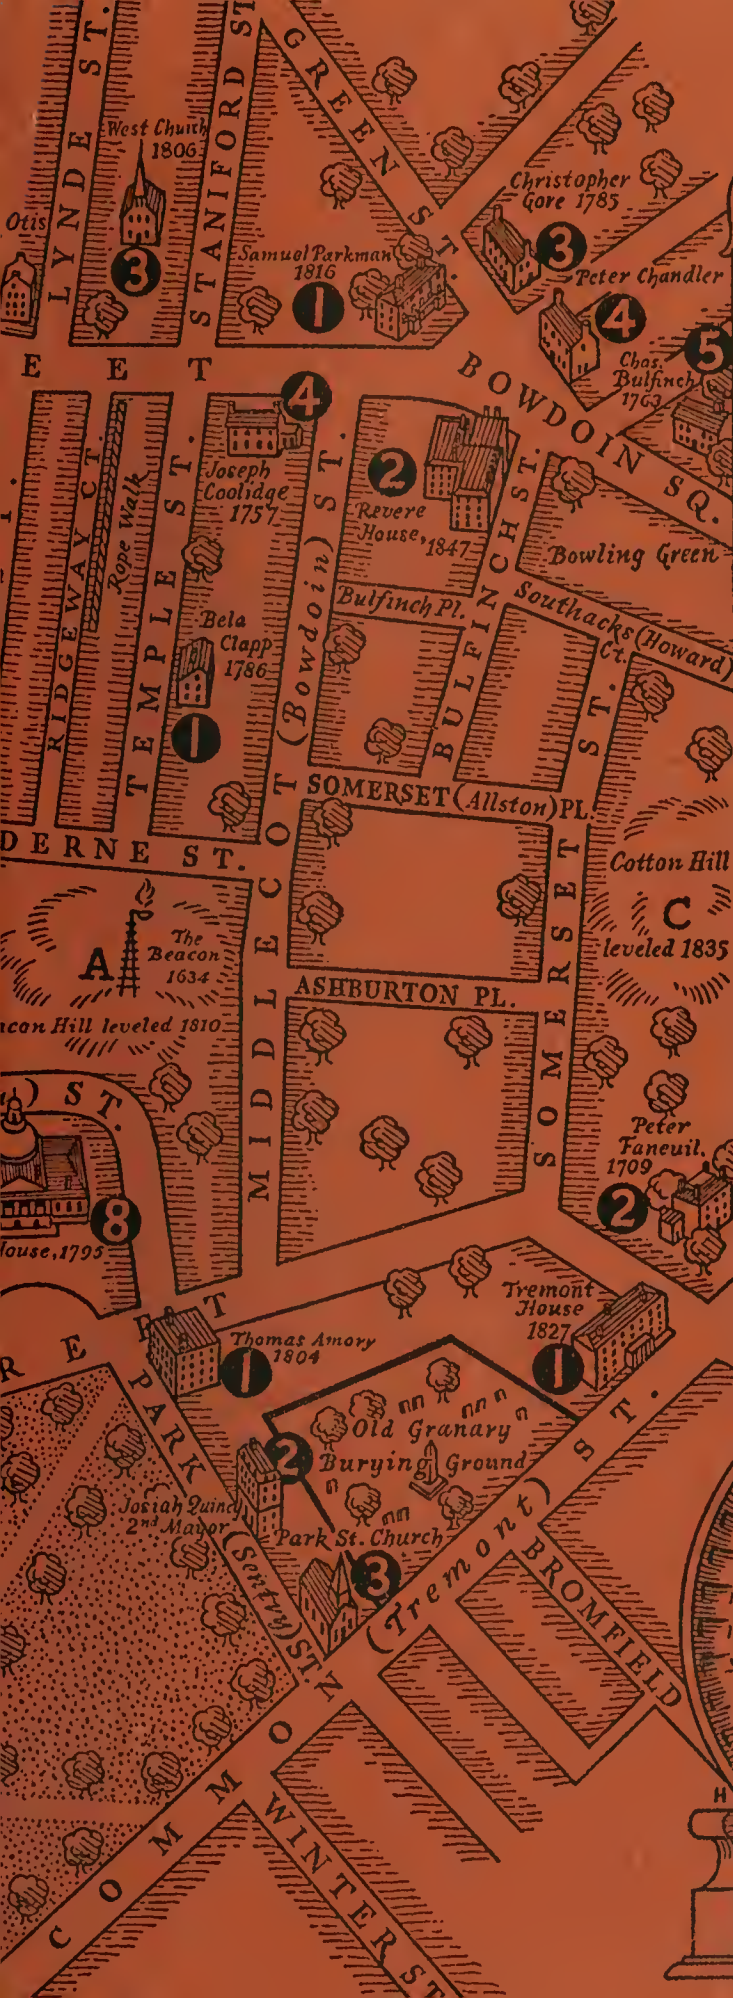 LYNDE ST.
STANIFORD ST
GREEN ST.
West Church
1806
3
Otis
Samuel Parkman
1816
1
Christopher
Gore 1785
3
Peter Chandler
4
Chas.
Bulfinch
1763
5
E E T
BOWDOIN SQ.
4
Joseph
Coolidge
1757
2
Revere
House, 1847
RIDGEWAY CT.
Rope Walk
TEMPLE ST.
MIDDLECOT (Bowdoin) ST.
BULFINCH ST.
Bowling Green
Bulfinch Pl.
Southacks (Howard)
Ct.
Bela
Clapp
1786
1
SOMERSET (Allston) PL.
SOMERSET ST.
DERNE ST.
Cotton Hill
C
leveled 1835
A
The
Beacon
1634
acon Hill leveled 1810
ASHBURTON PL.
) ST.
Peter
Faneuil,
1709
2
8
House, 1795
R E E T
Thomas Amory
1804
1
Tremont
House
1827
1
PARK (Sentry) ST
Old Granary
Burying Ground
2
Josiah Quincy
2nd Mayor
Park St. Church
3
COMMON (Tremont) ST.
BROMFIELD
WINTER ST
H